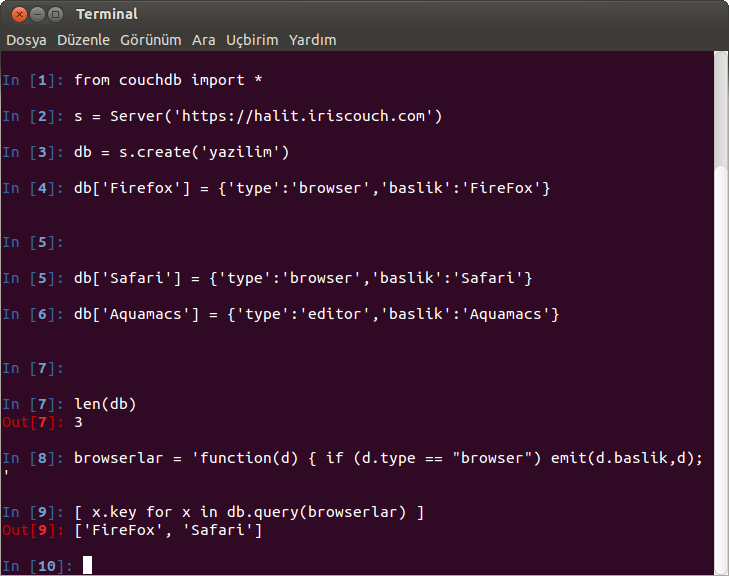 Terminal
Dosya Düzenle Görünüm Ara Uçbirim Yardım
In [1]: from couchdb import *
In [2]: s = Server('https://halit.iriscouch.com')
In [3]: db = s.create('yazilim')
In [4]: db['Firefox'] = {'type':'browser','baslik':'FireFox'}
In [5]:
In [5]: db['Safari'] = {'type':'browser','baslik':'Safari'}
In [6]: db['Aquamacs'] = {'type':'editor','baslik':'Aquamacs'}
In [7]:
In [7]: len(db)
Out[7]: 3
In [8]: browserlar = 'function(d) { if (d.type == "browser") emit(d.baslik,d);
'
In [9]: [ x.key for x in db.query(browserlar) ]
Out[9]: ['FireFox', 'Safari']
In [10]: